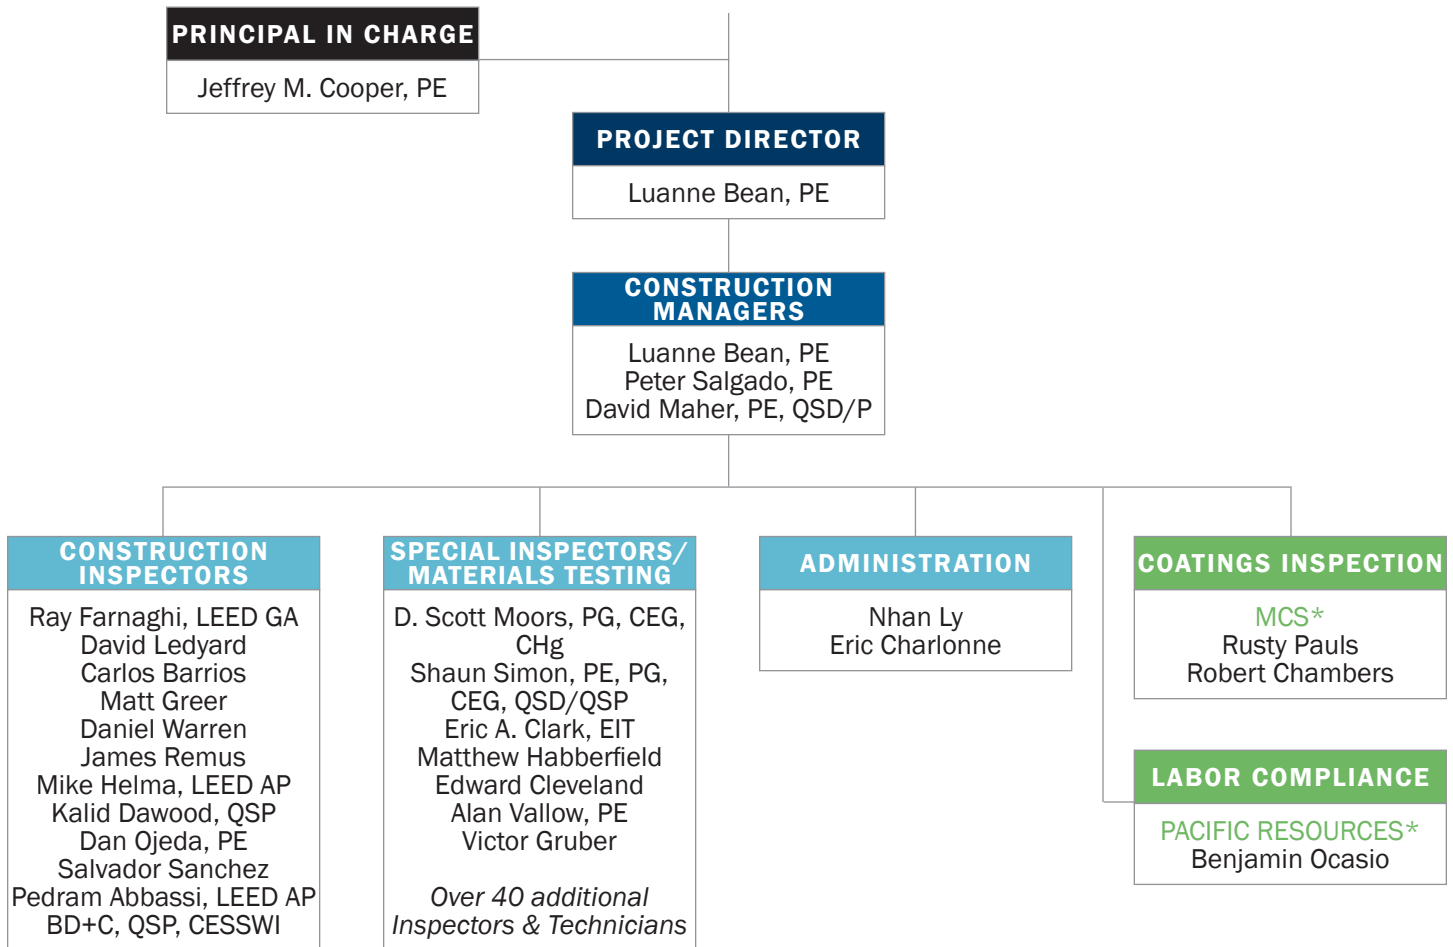 PRINCIPAL IN CHARGE
Jeffrey M. Cooper, PE
PROJECT DIRECTOR
Luanne Bean, PE
CONSTRUCTION
MANAGERS
Luanne Bean, PE
Peter Salgado, PE
David Maher, PE, QSD/P
CONSTRUCTION
INSPECTORS
Ray Farnaghi, LEED GA
David Ledyard
Carlos Barrios
Matt Greer
Daniel Warren
James Remus
Mike Helma, LEED AP
Kalid Dawood, QSP
Dan Ojeda, PE
Salvador Sanchez
Pedram Abbassi, LEED AP
BD+C, QSP, CESSWI
SPECIAL INSPECTORS/
MATERIALS TESTING
D. Scott Moors, PG, CEG,
CHg
Shaun Simon, PE, PG,
CEG, QSD/QSP
Eric A. Clark, EIT
Matthew Habberfield
Edward Cleveland
Alan Vallow, PE
Victor Gruber
Over 40 additional
Inspectors & Technicians
ADMINISTRATION
Nhan Ly
Eric Charlonne
COATINGS INSPECTION
MCS*
Rusty Pauls
Robert Chambers
LABOR COMPLIANCE
PACIFIC RESOURCES*
Benjamin Ocasio